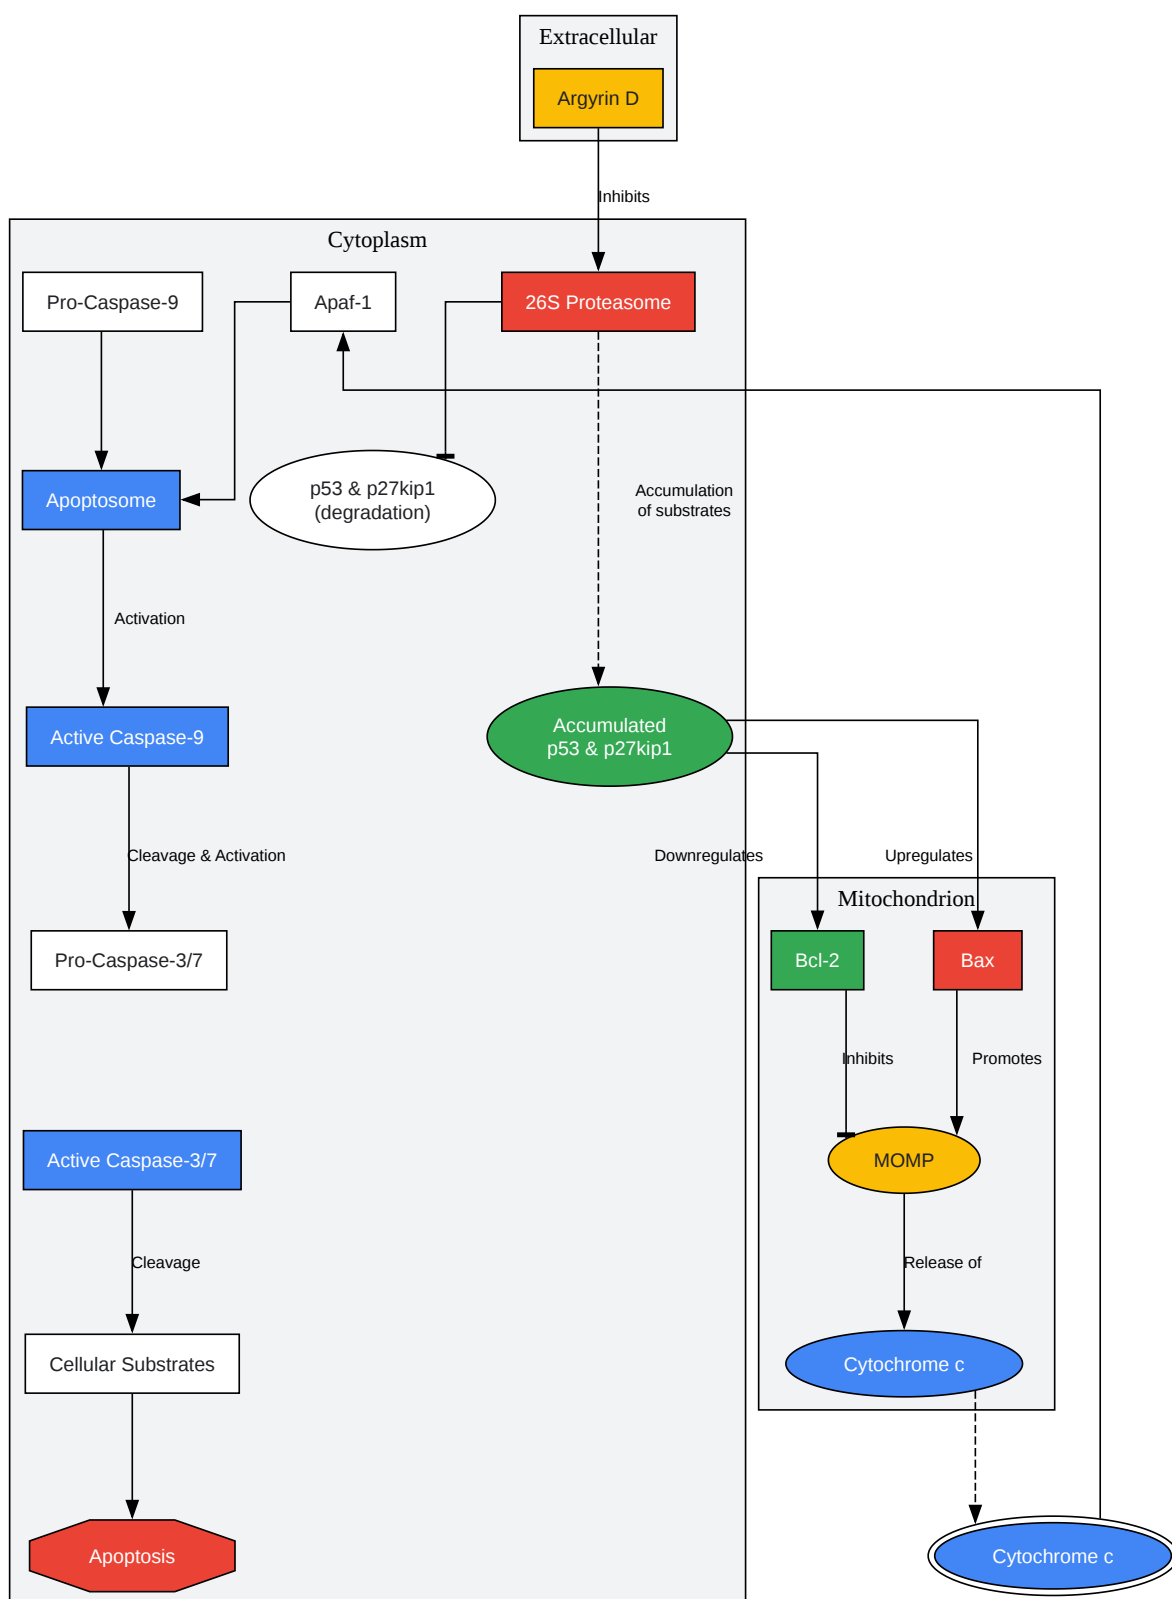 Extracellular
Argyrin D
Inhibits
Cytoplasm
Pro-Caspase-9
Apaf-1
26S Proteasome
Apoptosome
p53 & p27kip1
(degradation)
Accumulation
of substrates
Activation
Active Caspase-9
Accumulated
p53 & p27kip1
Cleavage & Activation
Downregulates
Upregulates
Mitochondrion
Pro-Caspase-3/7
Bcl-2
Bax
Inhibits
Promotes
Active Caspase-3/7
MOMP
Cleavage
Release of
Cellular Substrates
Cytochrome c
Apoptosis
Cytochrome c